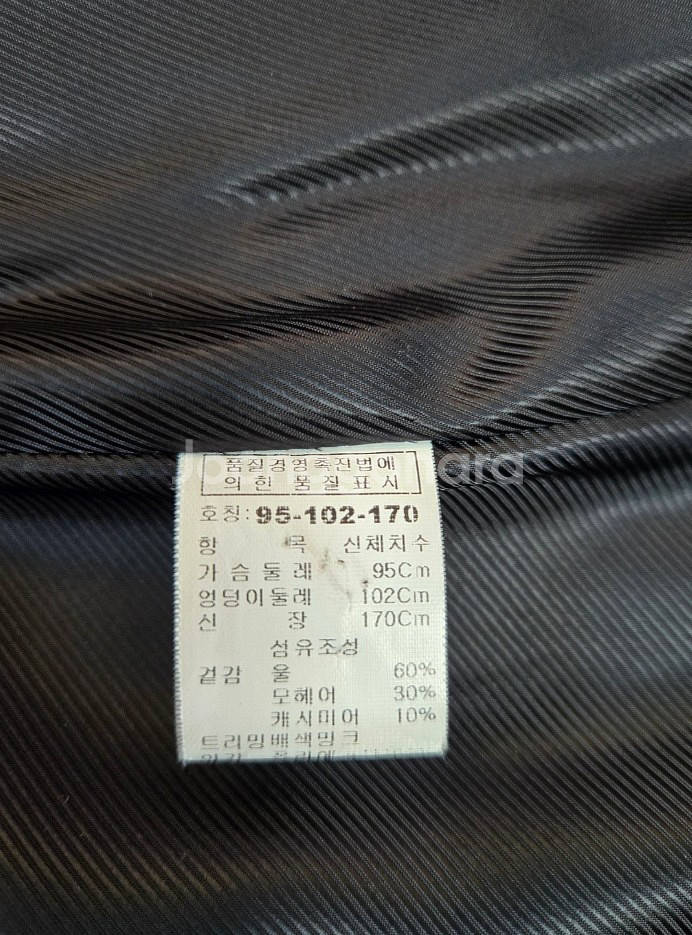 품질경영촉진법에
의 힌 품질표시
호칭: 95-102-170
항 목 신체치수
가슴둘레 95Cm
엉덩이둘레 102Cm
신 장 170Cm
섬유조성
겉감 울 60%
모헤어 30%
캐시미어 10%
트리밍배색밍크